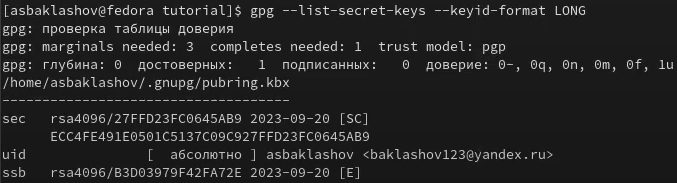 [asbaklashov@fedora tutorial]$ gpg --list-secret-keys --keyid-format LONG
gpg: проверка таблицы доверия
gpg: marginals needed: 3  completes needed: 1  trust model: pgp
gpg: глубина: 0  достоверных:   1  подписанных:   0  доверие: 0-, 0q, 0n, 0m, 0f, 1u
/home/asbaklashov/.gnupg/pubring.kbx
------------------------------------
sec   rsa4096/27FFD23FC0645AB9 2023-09-20 [SC]
      ECC4FE491E0501C5137C09C927FFD23FC0645AB9
uid              [  абсолютно ] asbaklashov <baklashov123@yandex.ru>
ssb   rsa4096/B3D03979F42FA72E 2023-09-20 [E]